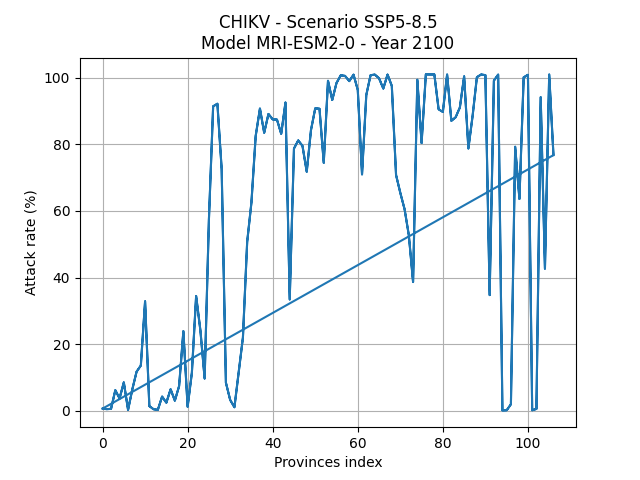 CHIKV - Scenario SSP5-8.5
Model MRI-ESM2-0 - Year 2100
100
80
60
40
20
0
Attack rate (%)
0 20 40 60 80 100
Provinces index